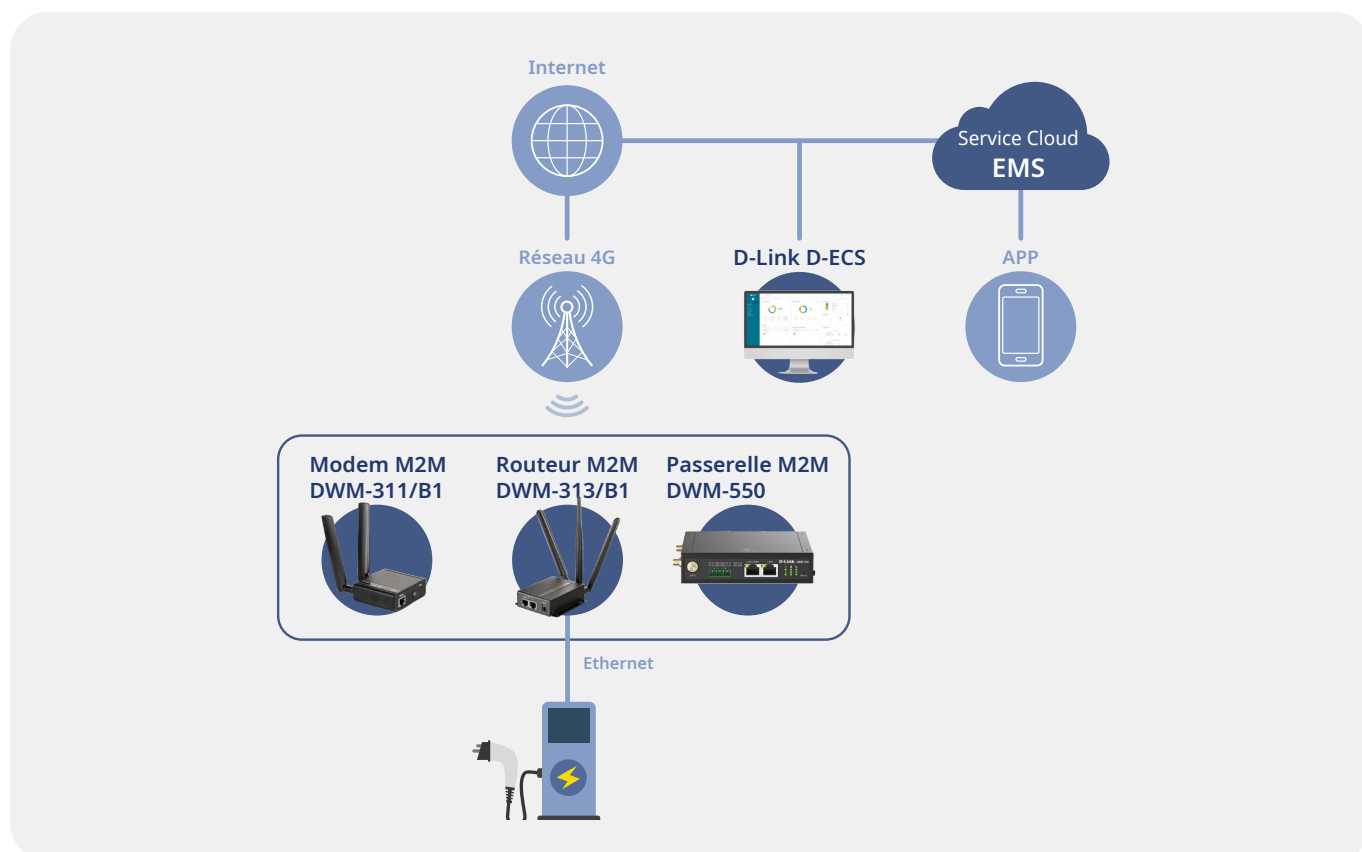 Internet
Service Cloud
EMS
Réseau 4G
D-Link D-ECS
APP
Modem M2M
DWM-311/B1
Routeur M2M
DWM-313/B1
Passerelle M2M
DWM-550
D-Link
Ethernet